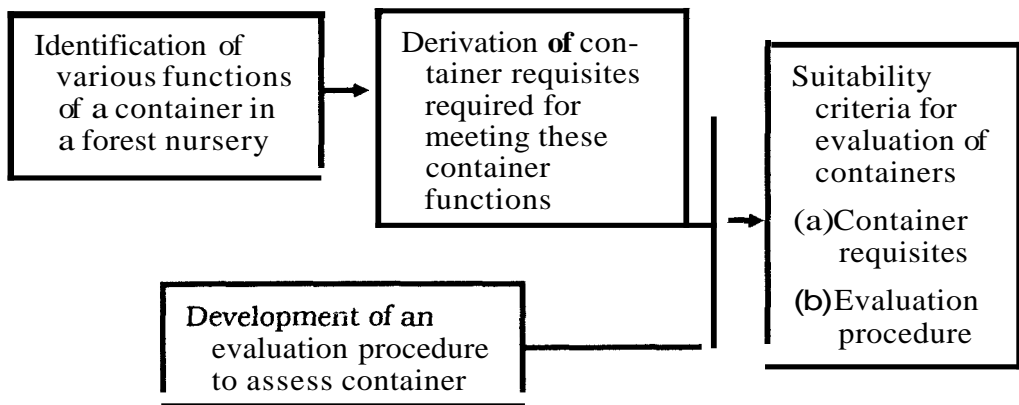 Identification of
various functions
of a container in
a forest nursery
Derivation of con-
tainer requisites
required for
meeting these
container
functions
Development of an
evaluation procedure
to assess container
Suitability
criteria for
evaluation of
containers
(a)Container
requisites
(b)Evaluation
procedure